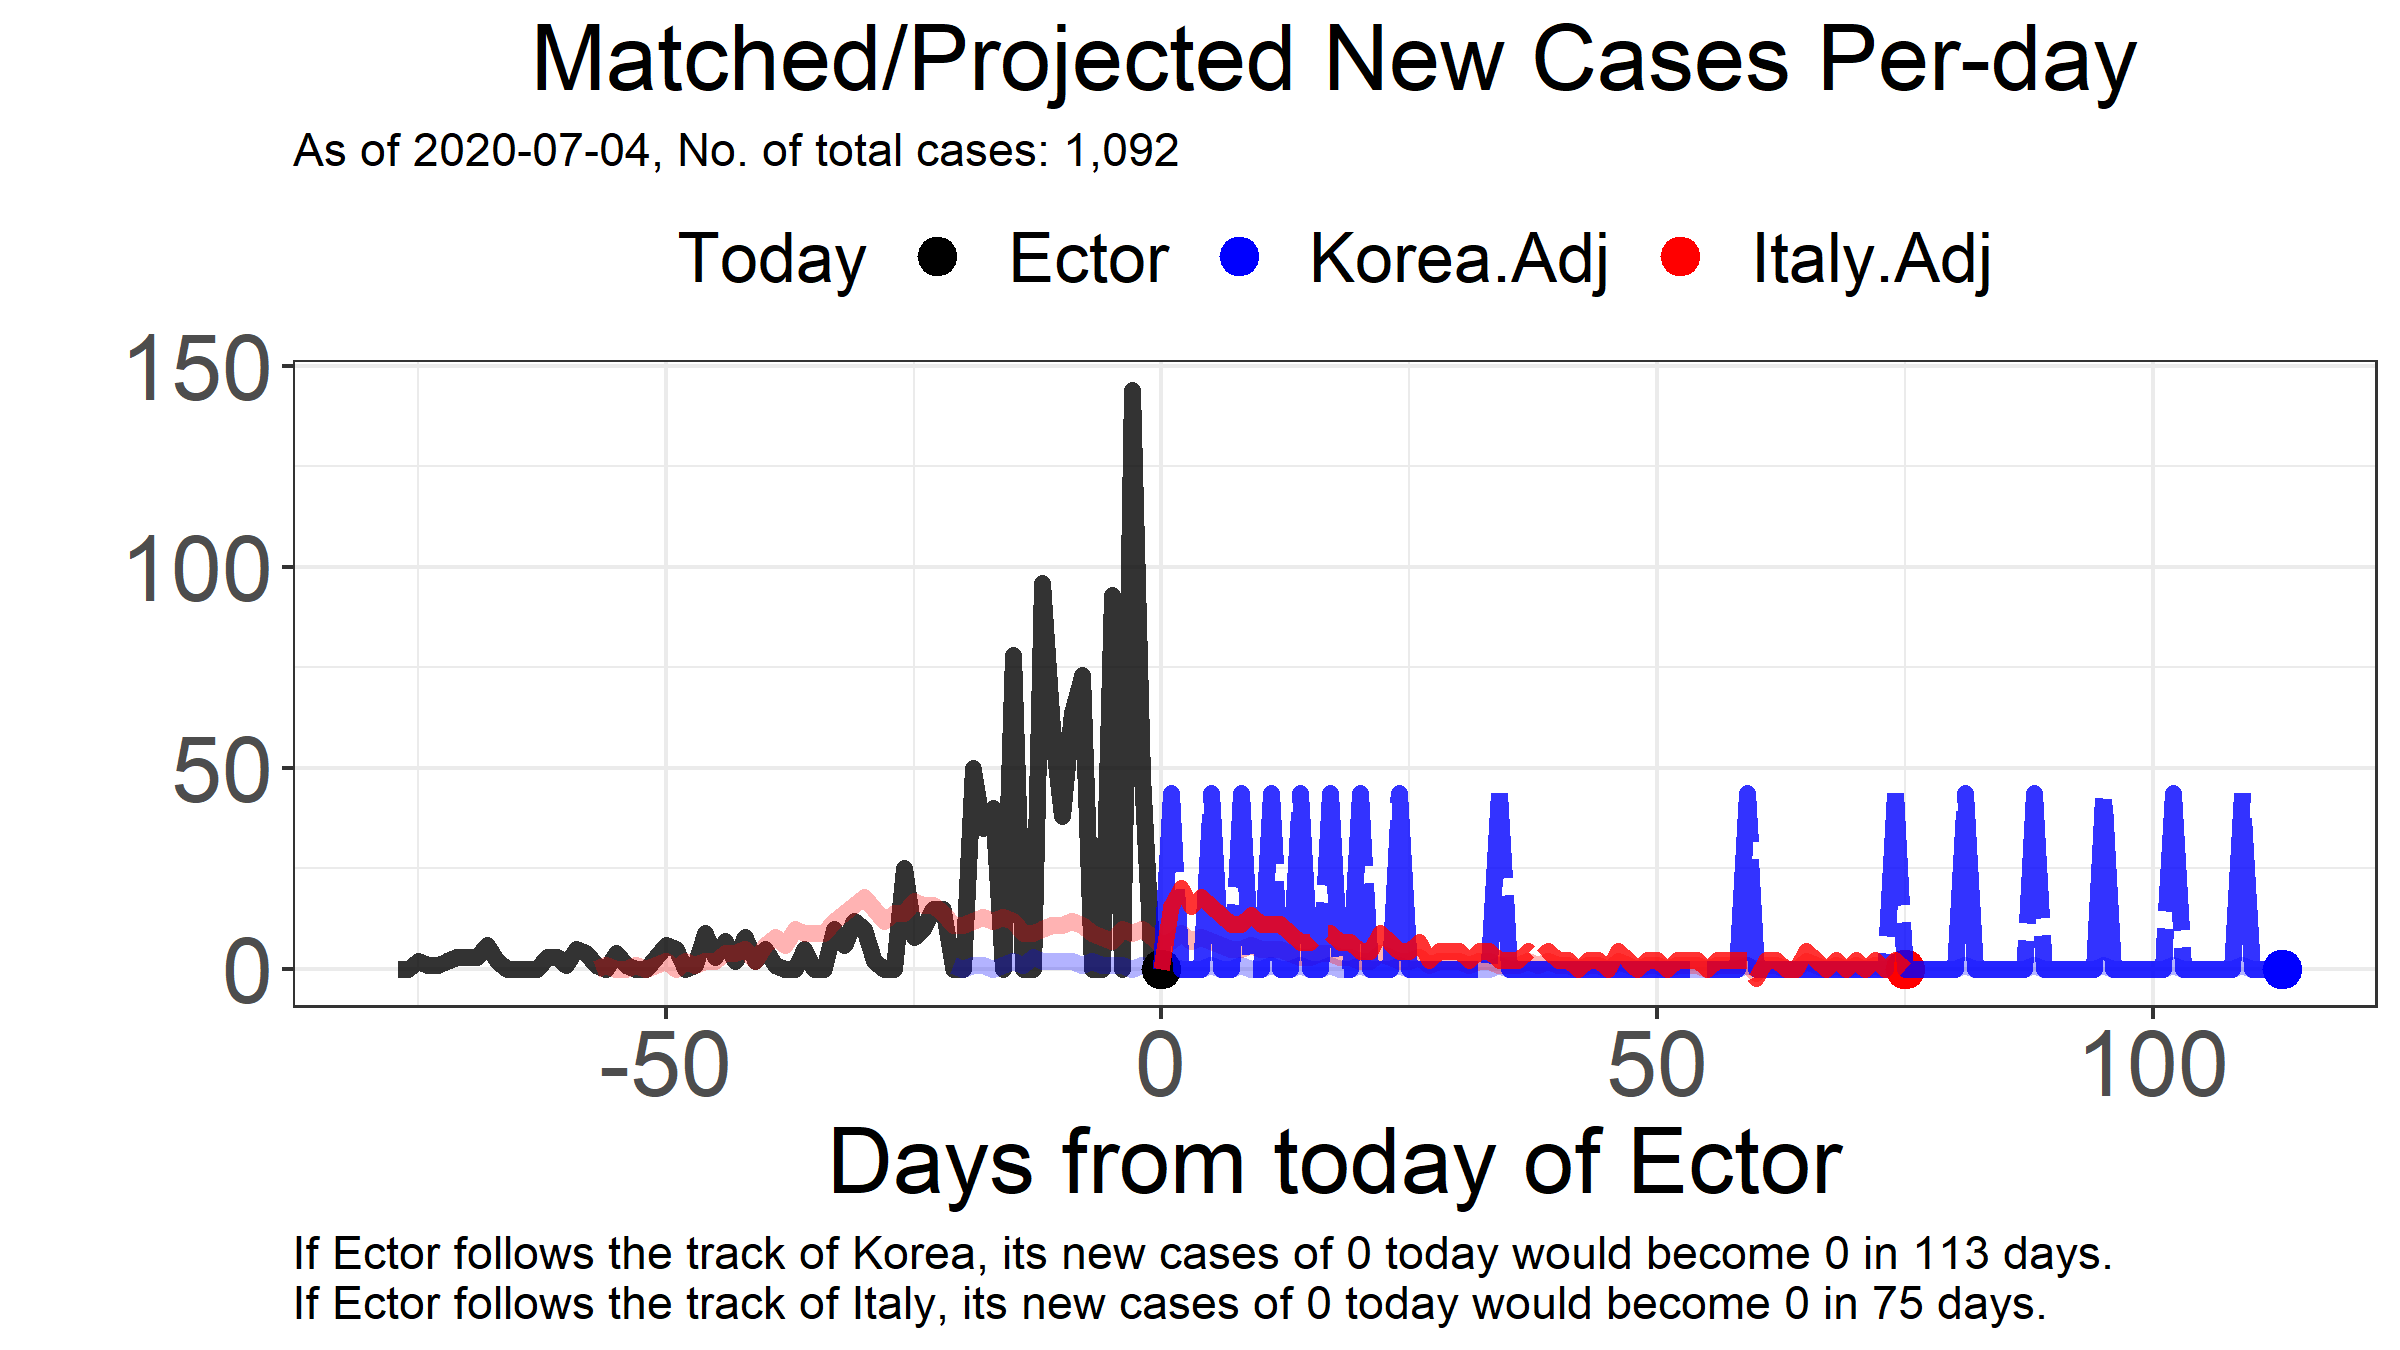 Matched/Projected New Cases Per-day
As of 2020-07-04, No. of total cases: 1,092
Today Ector Korea.Adj Italy.Adj
150
100
50
0
-50 0 50 100
Days from today of Ector
If Ector follows the track of Korea, its new cases of 0 today would become 0 in 113 days.
If Ector follows the track of Italy, its new cases of 0 today would become 0 in 75 days.